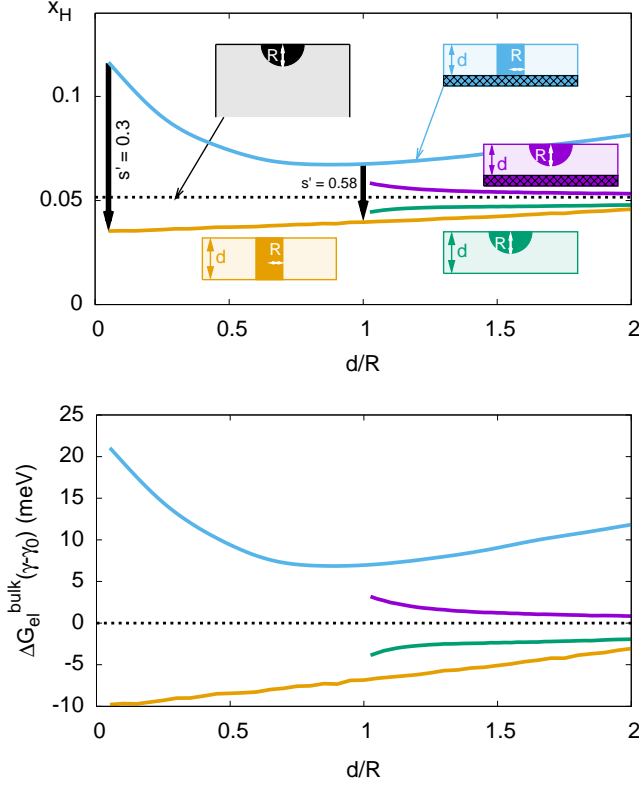 x_H
0.1
0.05
0
R
d
R
d
R
s' = 0.3
s' = 0.58
d
R
d
R
0
0.5
1
1.5
2
d/R
25
20
15
10
5
0
-5
-10
ΔG_el^bulk(γ-γ_0) (meV)
0
0.5
1
1.5
2
d/R